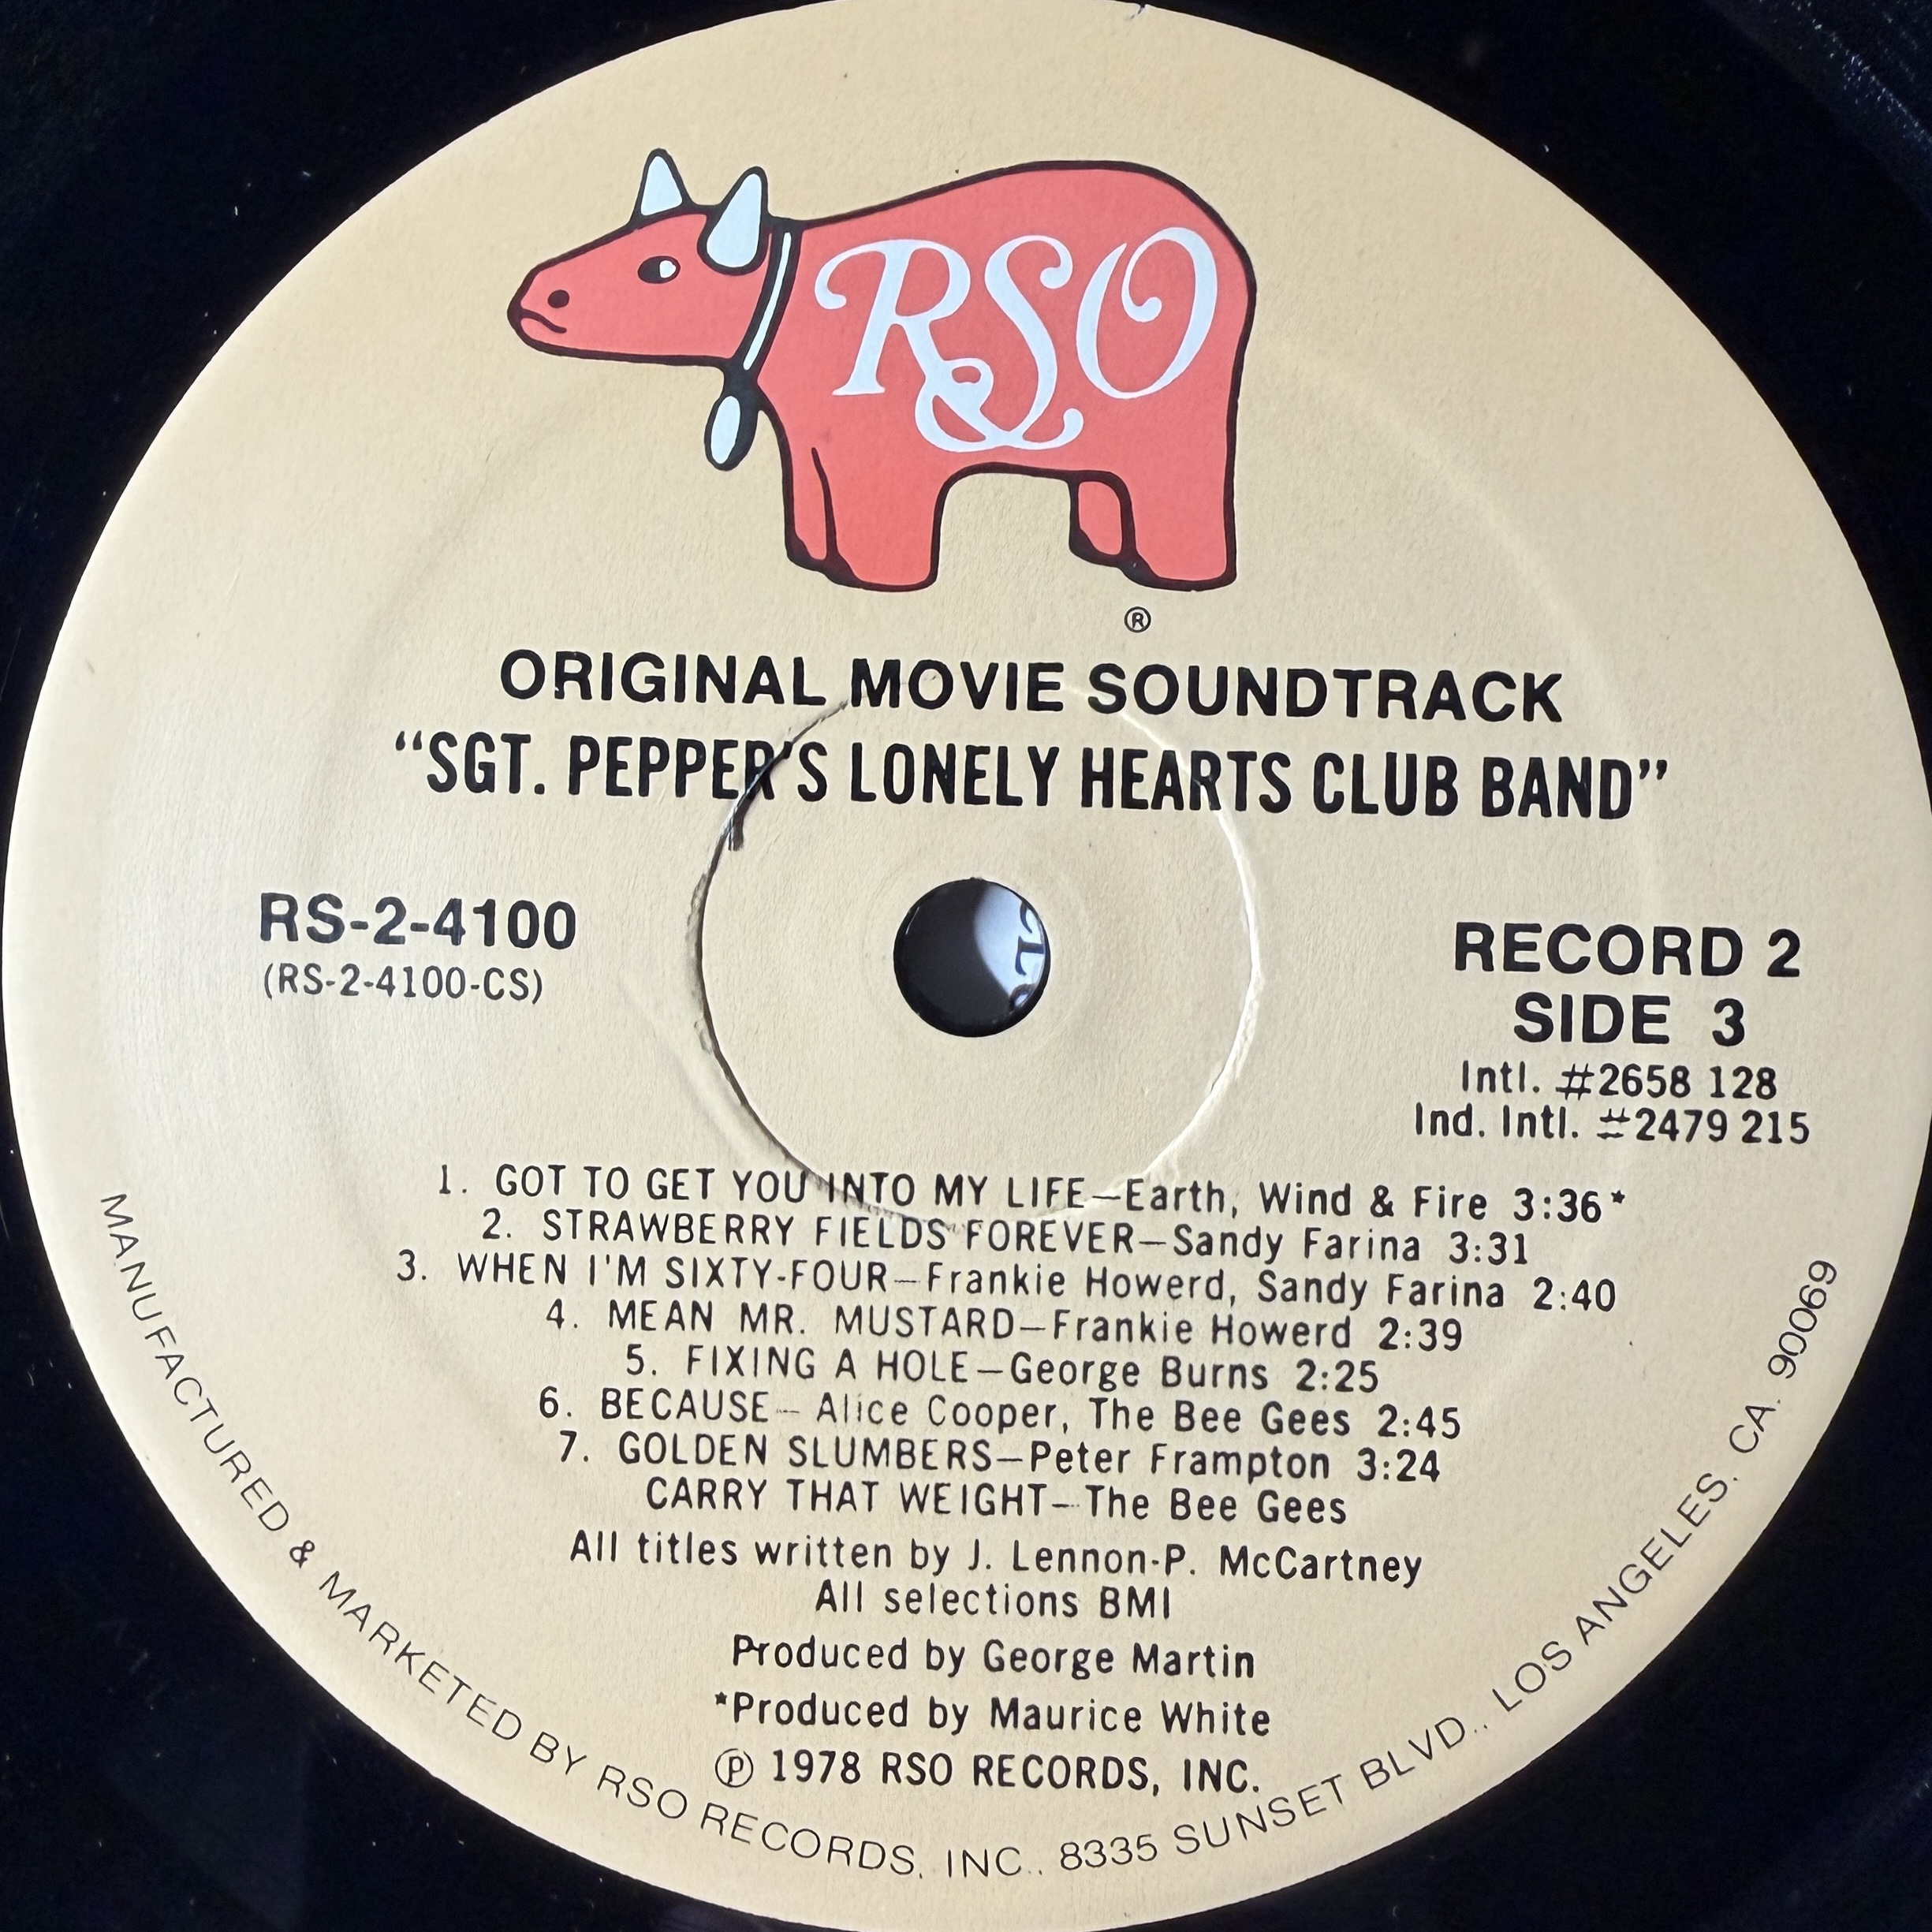 RSO
®
ORIGINAL MOVIE SOUNDTRACK
“SGT. PEPPER'S LONELY HEARTS CLUB BAND”
RS-2-4100
(RS-2-4100-CS)
RECORD 2
SIDE 3
Intl. #2658 128
Ind. Intl. #2479 215
1. GOT TO GET YOU INTO MY LIFE—Earth, Wind & Fire 3:36*
2. STRAWBERRY FIELDS FOREVER—Sandy Farina 3:31
3. WHEN I'M SIXTY-FOUR—Frankie Howerd, Sandy Farina 2:40
4. MEAN MR. MUSTARD—Frankie Howerd 2:39
5. FIXING A HOLE—George Burns 2:25
6. BECAUSE—Alice Cooper, The Bee Gees 2:45
7. GOLDEN SLUMBERS—Peter Frampton 3:24
CARRY THAT WEIGHT—The Bee Gees
All titles written by J. Lennon-P. McCartney
All selections BMI
Produced by George Martin
*Produced by Maurice White
℗ 1978 RSO RECORDS, INC.
MANUFACTURED & MARKETED BY RSO RECORDS, INC., 8335 SUNSET BLVD., LOS ANGELES, CA. 90069